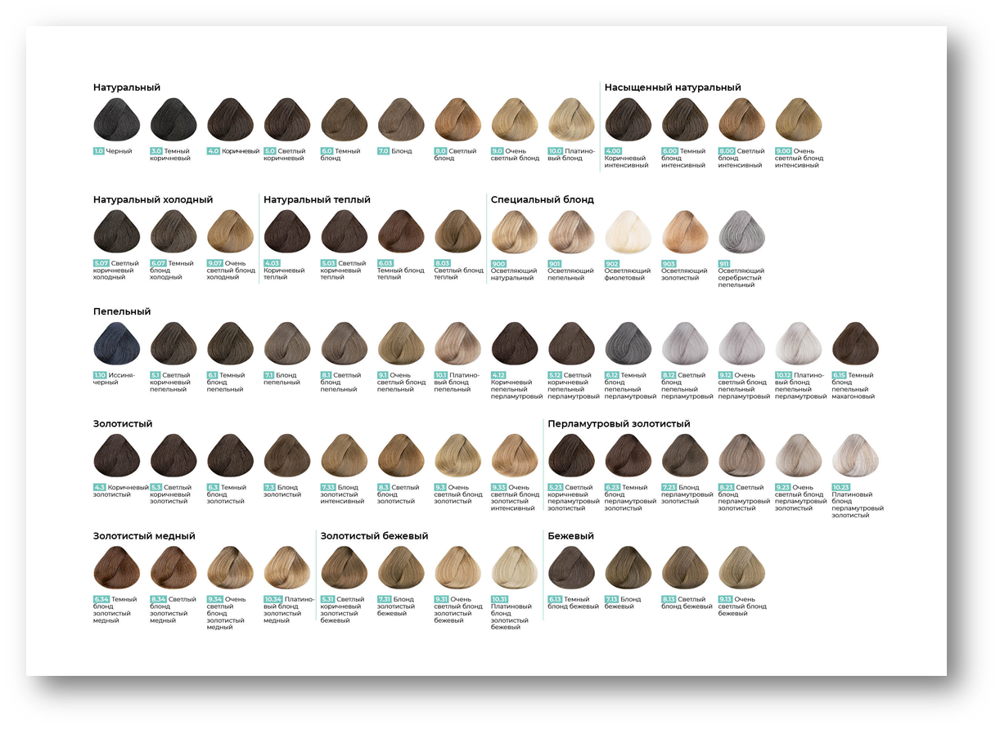 Натуральный
1.0 Черный
3.0 Темный
коричневый
4.0 Коричневый
5.0 Светлый
коричневый
6.0 Темный
блонд
7.0 Блонд
8.0 Светлый
блонд
9.0 Очень
светлый блонд
10.0 Платино-
вый блонд
Насыщенный натуральный
4.00
Коричневый
интенсивный
6.00 Темный
блонд
интенсивный
8.00 Светлый
блонд
интенсивный
9.00 Очень
светлый блонд
интенсивный
Натуральный холодный
5.07 Светлый
коричневый
холодный
6.07 Темный
блонд
холодный
9.07 Очень
светлый блонд
холодный
Натуральный теплый
4.03
Коричневый
теплый
5.03 Светлый
коричневый
теплый
6.03
Темный блонд
теплый
8.03
Светлый блонд
теплый
Специальный блонд
900
Осветляющий
натуральный
901
Осветляющий
пепельный
902
Осветляющий
фиолетовый
903
Осветляющий
золотистый
911
Осветляющий
серебристый
пепельный
Пепельный
1.10 Иссиня-
черный
5.1 Светлый
коричневый
пепельный
6.1 Темный
блонд
пепельный
7.1 Блонд
пепельный
8.1 Светлый
блонд
пепельный
9.1 Очень
светлый блонд
пепельный
10.1 Платино-
вый блонд
пепельный
4.12
Коричневый
пепельный
перламутровый
5.12 Светлый
коричневый
пепельный
перламутровый
6.12 Темный
блонд
пепельный
перламутровый
8.12 Светлый
блонд
пепельный
перламутровый
9.12 Очень
светлый блонд
пепельный
перламутровый
10.12 Платино-
вый блонд
пепельный
перламутровый
6.15 Темный
блонд
пепельный
махагоновый
Золотистый
4.3 Коричневый
золотистый
5.3 Светлый
коричневый
золотистый
6.3 Темный
блонд
золотистый
7.3 Блонд
золотистый
7.33 Блонд
золотистый
интенсивный
8.3 Светлый
блонд
золотистый
9.3 Очень
светлый блонд
золотистый
9.33 Очень
светлый блонд
золотистый
интенсивный
Перламутровый золотистый
5.23 Светлый
коричневый
перламутровый
золотистый
6.23 Темный
блонд
перламутровый
золотистый
7.23 Блонд
перламутровый
золотистый
8.23 Светлый
блонд
перламутровый
золотистый
9.23 Очень
светлый блонд
перламутровый
золотистый
10.23
Платиновый
блонд
перламутровый
золотистый
Золотистый медный
6.34 Темный
блонд
золотистый
медный
8.34 Светлый
блонд
золотистый
медный
9.34 Очень
светлый
блонд
золотистый
медный
10.34 Платино-
вый блонд
золотистый
медный
Золотистый бежевый
5.31 Светлый
коричневый
золотистый
бежевый
7.31 Блонд
золотистый
бежевый
9.31 Очень
светлый блонд
золотистый
бежевый
10.31
Платиновый
блонд
золотистый
бежевый
Бежевый
6.13 Темный
блонд бежевый
7.13 Блонд
бежевый
8.13 Светлый
блонд бежевый
9.13 Очень
светлый блонд
бежевый